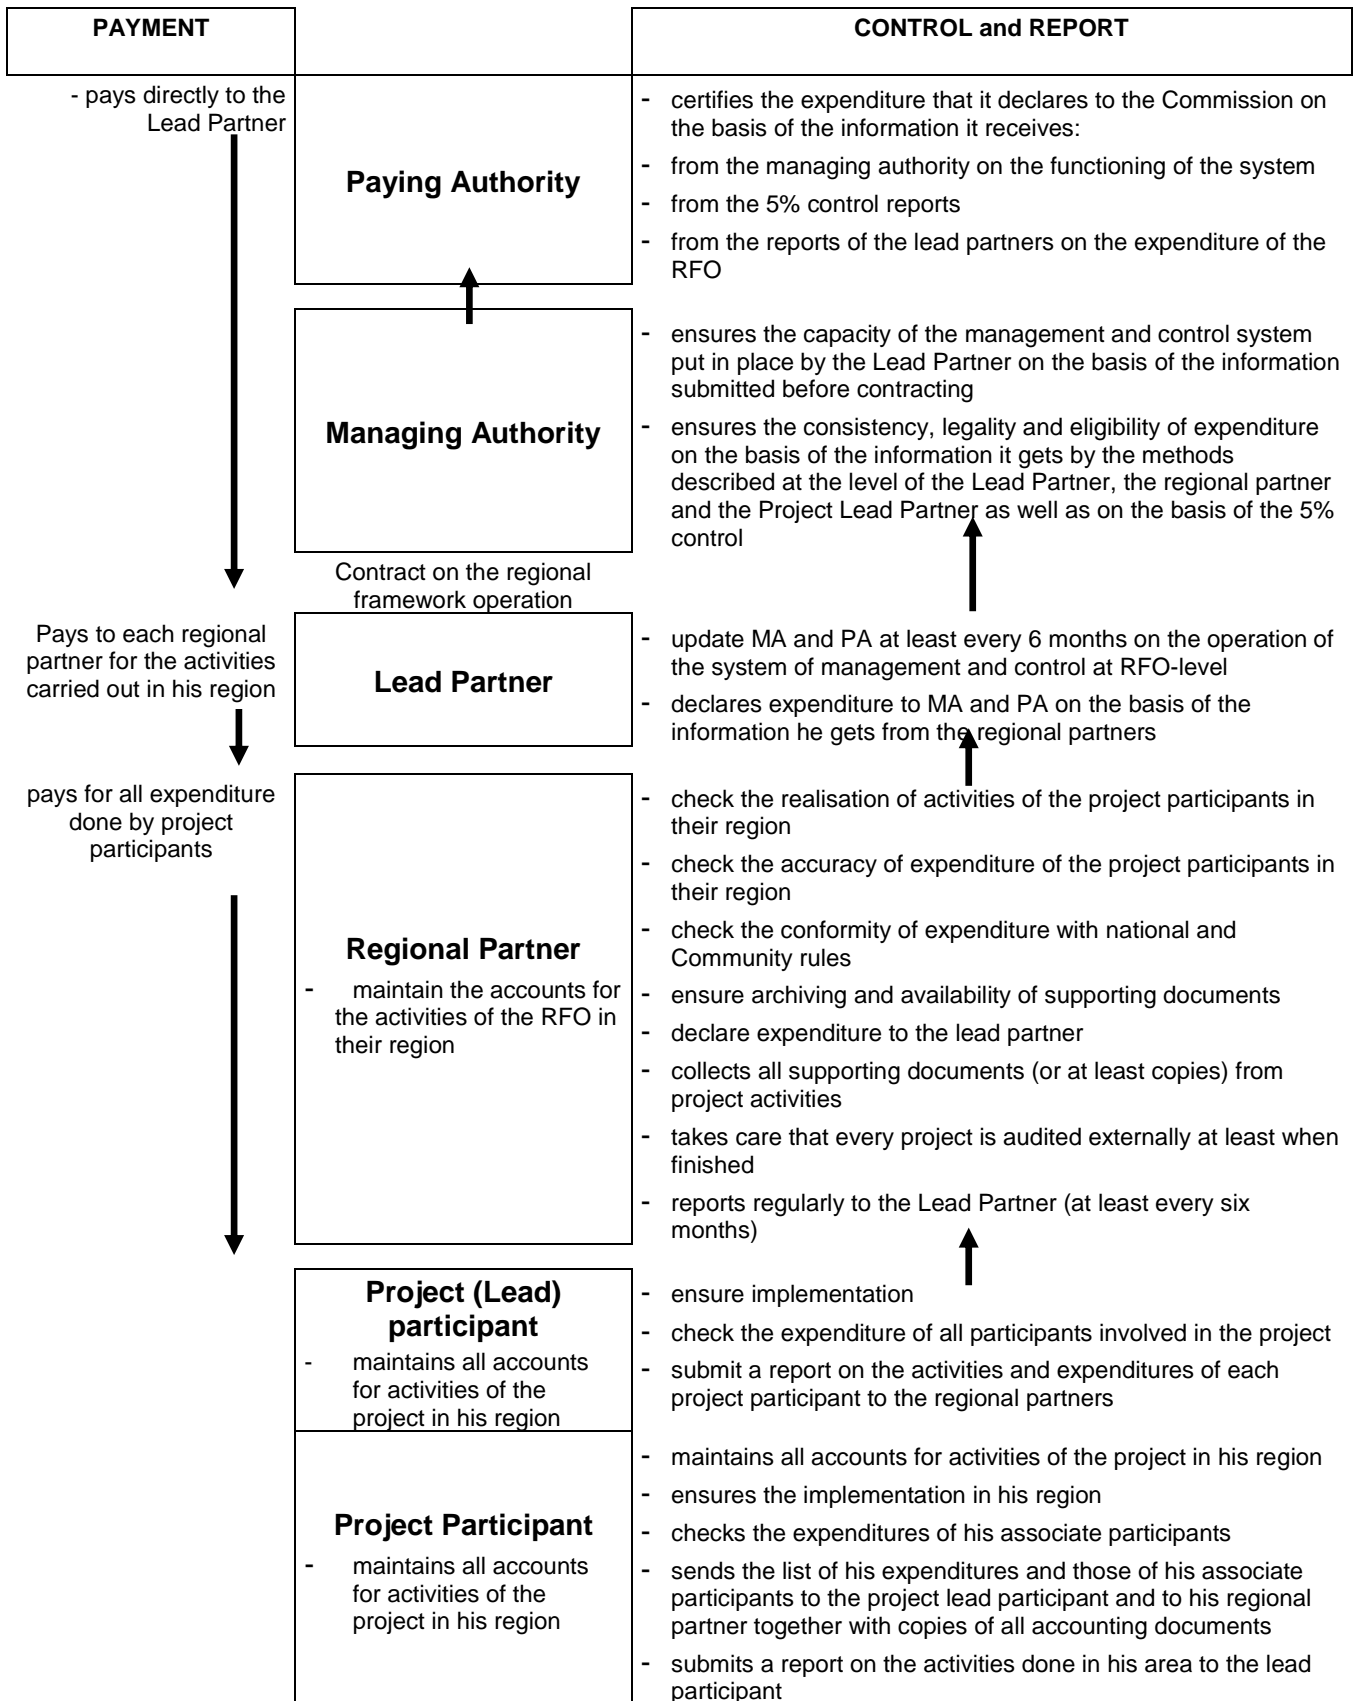 PAYMENT
CONTROL and REPORT
- pays directly to the
Lead Partner
Paying Authority
- certifies the expenditure that it declares to the Commission on
the basis of the information it receives:
- from the managing authority on the functioning of the system
- from the 5% control reports
- from the reports of the lead partners on the expenditure of the
RFO
Managing Authority
- ensures the capacity of the management and control system
put in place by the Lead Partner on the basis of the information
submitted before contracting
- ensures the consistency, legality and eligibility of expenditure
on the basis of the information it gets by the methods
described at the level of the Lead Partner, the regional partner
and the Project Lead Partner as well as on the basis of the 5%
control
Contract on the regional
framework operation
Pays to each regional
partner for the activities
carried out in his region
Lead Partner
- update MA and PA at least every 6 months on the operation of
the system of management and control at RFO-level
- declares expenditure to MA and PA on the basis of the
information he gets from the regional partners
pays for all expenditure
done by project
participants
Regional Partner
- maintain the accounts for
the activities of the RFO in
their region
- check the realisation of activities of the project participants in
their region
- check the accuracy of expenditure of the project participants in
their region
- check the conformity of expenditure with national and
Community rules
- ensure archiving and availability of supporting documents
- declare expenditure to the lead partner
- collects all supporting documents (or at least copies) from
project activities
- takes care that every project is audited externally at least when
finished
- reports regularly to the Lead Partner (at least every six
months)
Project (Lead)
participant
- maintains all accounts
for activities of the
project in his region
- ensure implementation
- check the expenditure of all participants involved in the project
- submit a report on the activities and expenditures of each
project participant to the regional partners
Project Participant
- maintains all accounts
for activities of the
project in his region
- maintains all accounts for activities of the project in his region
- ensures the implementation in his region
- checks the expenditures of his associate participants
- sends the list of his expenditures and those of his associate
participants to the project lead participant and to his regional
partner together with copies of all accounting documents
- submits a report on the activities done in his area to the lead
participant